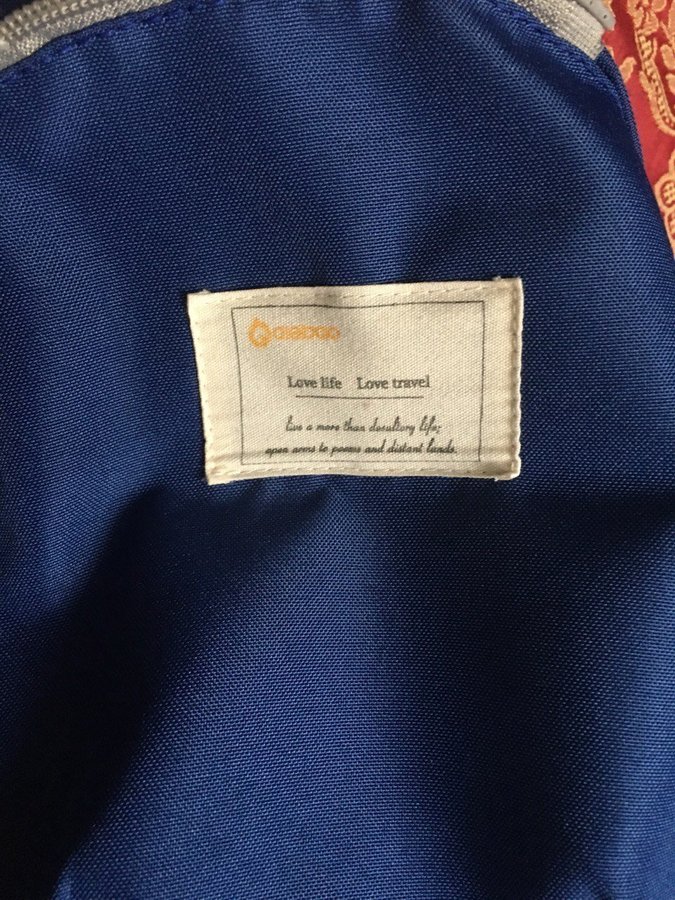 Love life Love travel
live a more than desultory life;
open arms to poems and distant lands.